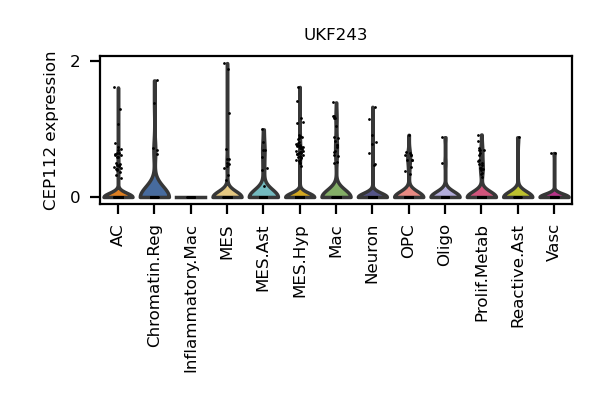 UKF243
CEP112 expression
2
0
AC
Chromatin.Reg
Inflammatory.Mac
MES
MES.Ast
MES.Hyp
Mac
Neuron
OPC
Oligo
Prolif.Metab
Reactive.Ast
Vasc